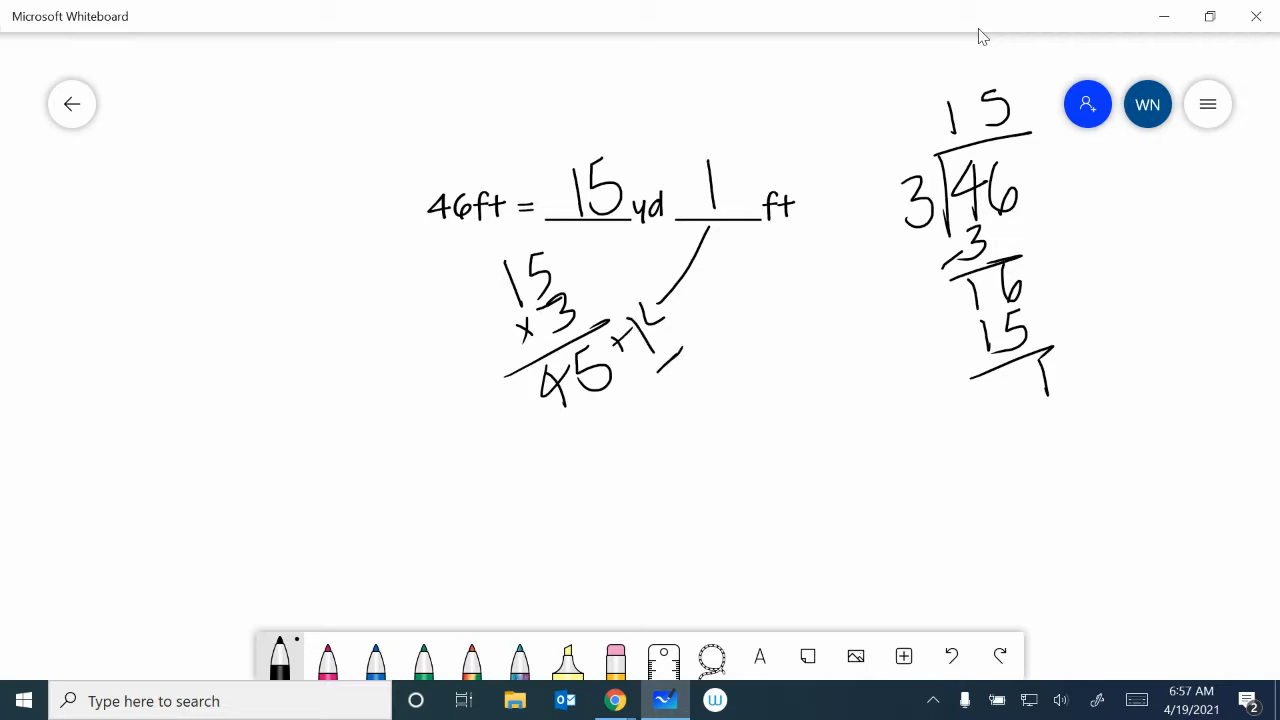 Microsoft Whiteboard
WN
46ft = 15 yd 1 ft
15
x 3
45 + 1
15
3 46
- 3
16
15
1
A
Type here to search
W
6:57 AM
4/19/2021
2